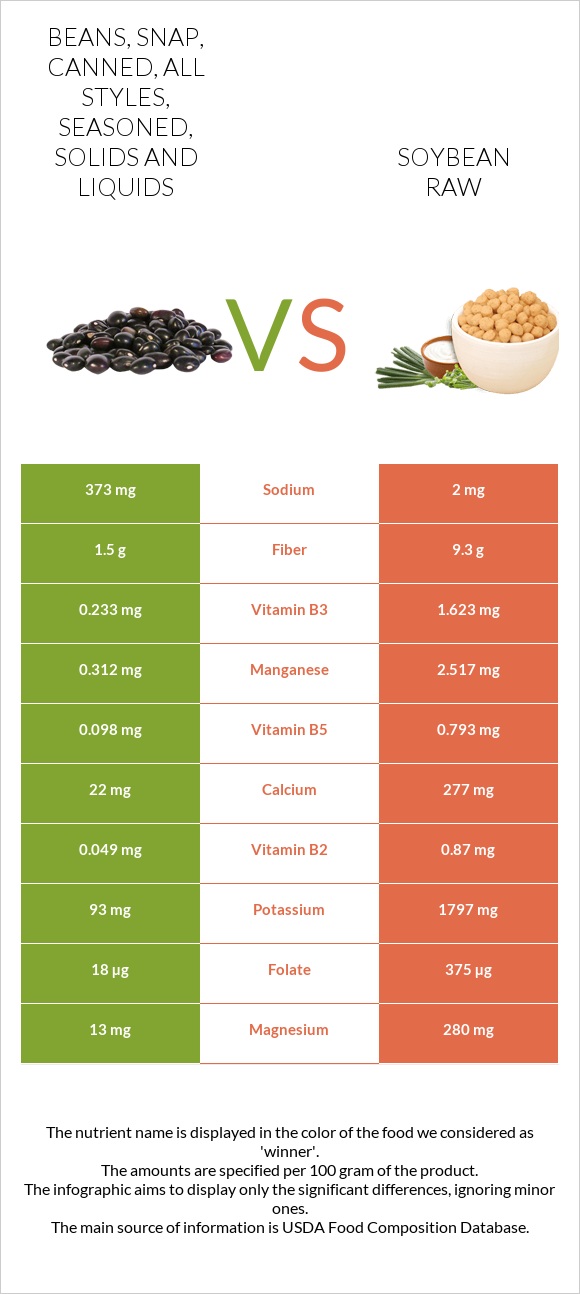 BEANS, SNAP,
CANNED, ALL
STYLES,
SEASONED,
SOLIDS AND
LIQUIDS
SOYBEAN
RAW
VS
373 mg Sodium 2 mg
1.5 g Fiber 9.3 g
0.233 mg Vitamin B3 1.623 mg
0.312 mg Manganese 2.517 mg
0.098 mg Vitamin B5 0.793 mg
22 mg Calcium 277 mg
0.049 mg Vitamin B2 0.87 mg
93 mg Potassium 1797 mg
18 µg Folate 375 µg
13 mg Magnesium 280 mg
The nutrient name is displayed in the color of the food we considered as
'winner'.
The amounts are specified per 100 gram of the product.
The infographic aims to display only the significant differences, ignoring minor
ones.
The main source of information is USDA Food Composition Database.